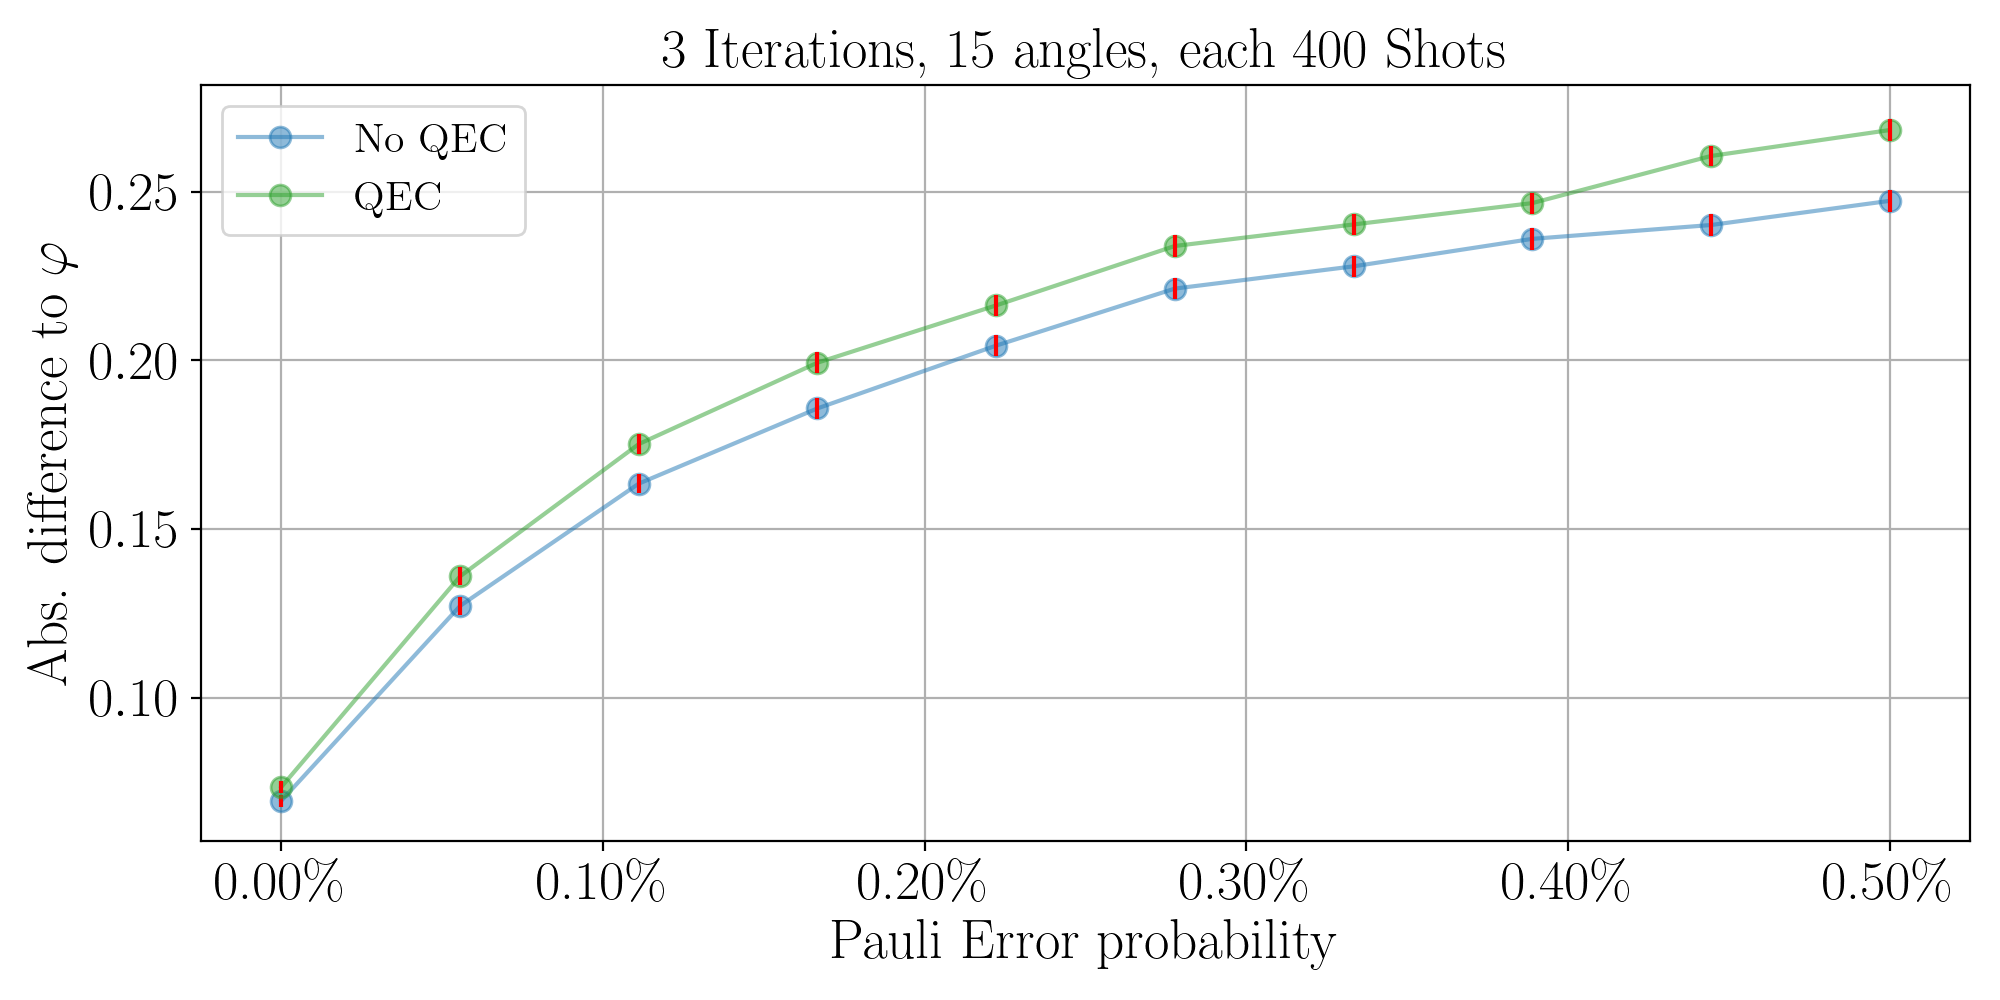 3 Iterations, 15 angles, each 400 Shots
No QEC
QEC
0.25
0.20
0.15
0.10
Abs. difference to φ
0.00% 0.10% 0.20% 0.30% 0.40% 0.50%
Pauli Error probability